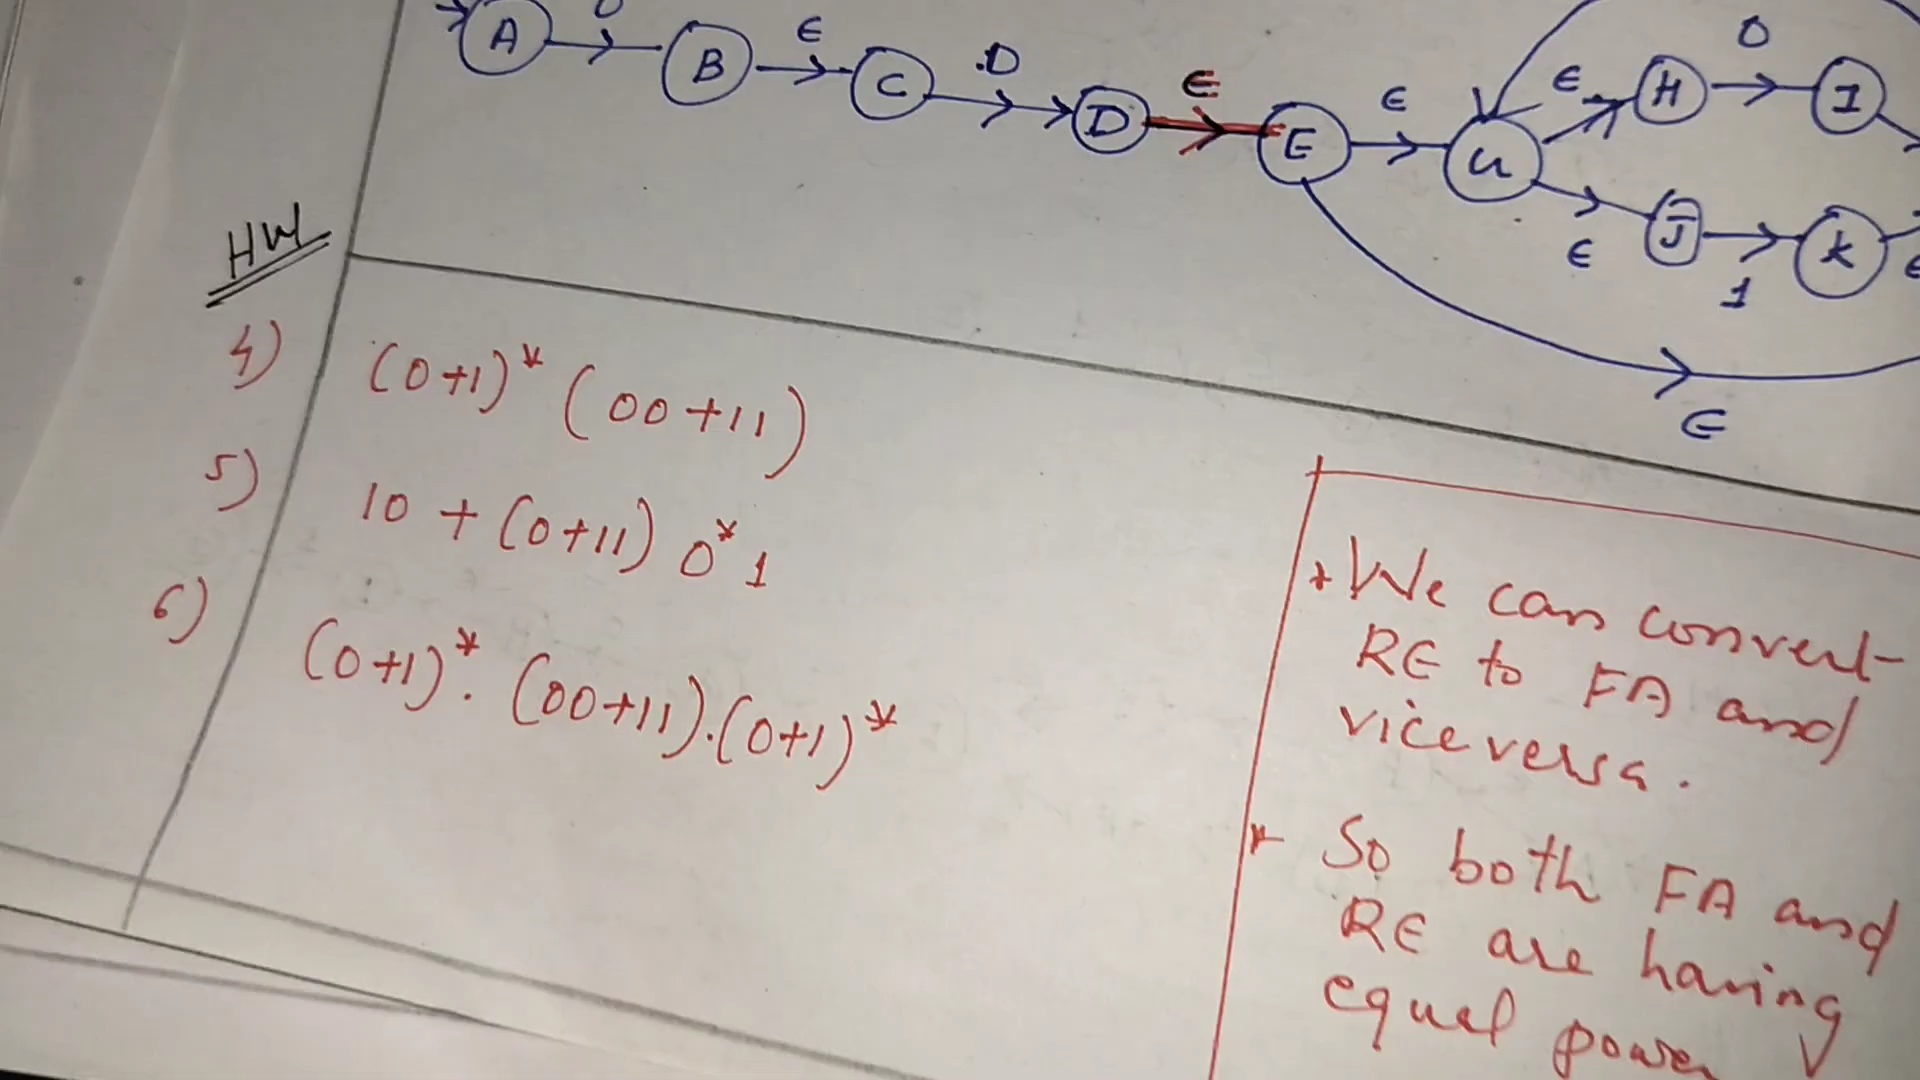 A
B
ϵ
C
.0
D
ϵ
E
ϵ
G
ϵ
H
0
I
ϵ
J
1
K
ϵ
ϵ
HW
4) (0+1)* (00+11)
5) 10 + (0+11) 0*1
6) (0+1)*. (00+11).(0+1)*
* We can convert
RE to FA and
vice versa.
* So both FA and
RE are having
equal power